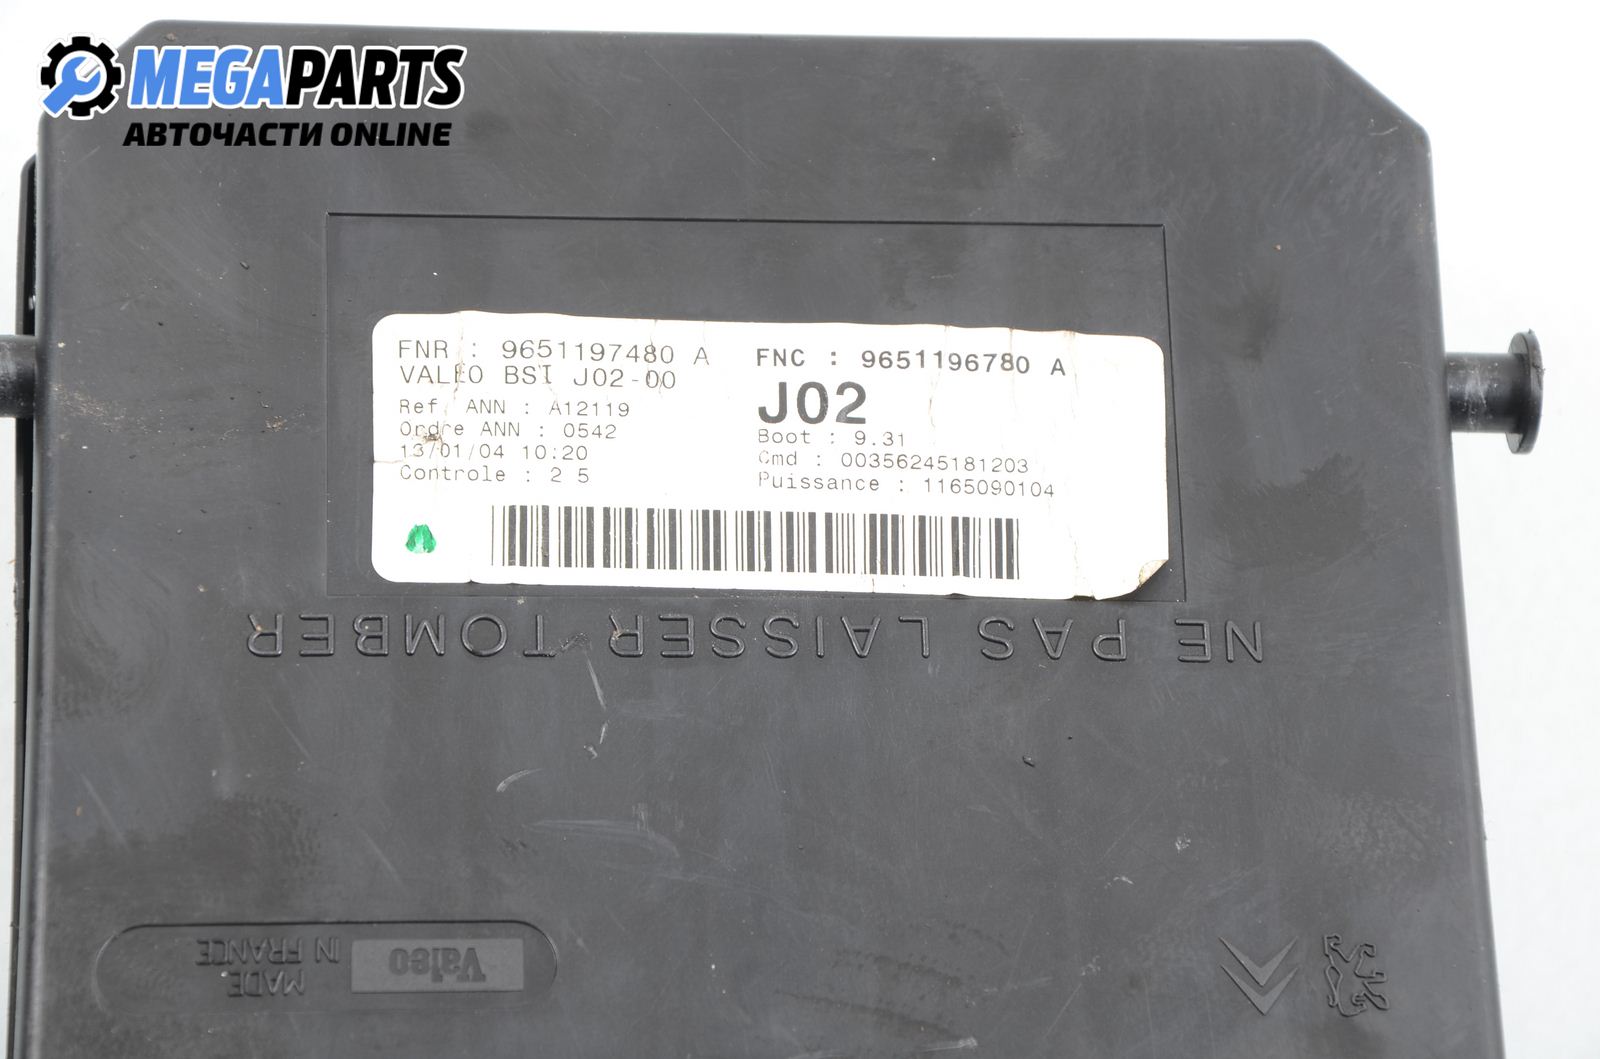 MEGAPARTS
АВТОЧАСТИ ONLINE
FNR : 9651197480 A
VALEO BSI J02-00
Ref ANN : A12119
Ordre ANN : 0542
13/01/04 10:20
Controle : 2 5
FNC : 9651196780 A
J02
Boot : 9.31
Cmd : 00356245181203
Puissance : 1165090104
NE PAS LAISSER TOMBER
Valeo
MADE
IN FRANCE